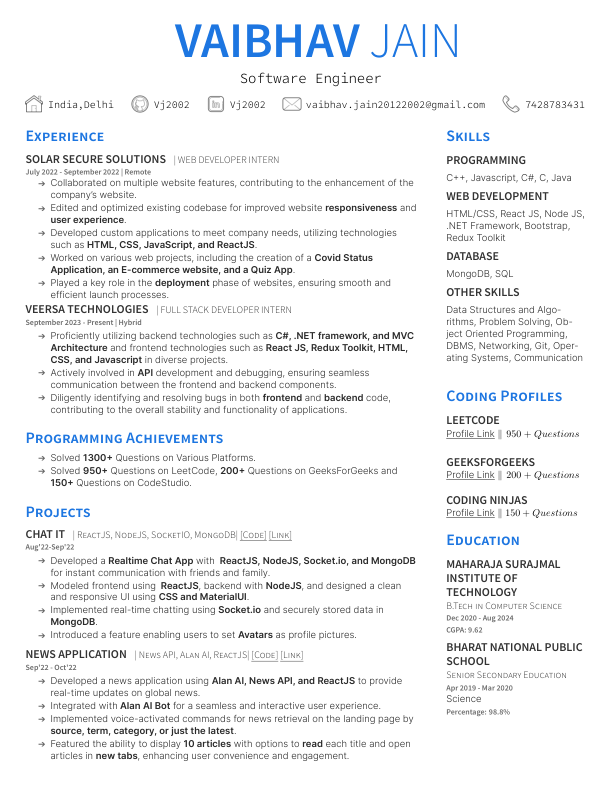 VAIBHAV JAIN
Software Engineer
India,Delhi Vj2002 Vj2002 vaibhav.jain20122002@gmail.com 7428783431
EXPERIENCE
SOLAR SECURE SOLUTIONS | WEB DEVELOPER INTERN
July 2022 - September 2022 | Remote
→ Collaborated on multiple website features, contributing to the enhancement of the
company's website.
→ Edited and optimized existing codebase for improved website responsiveness and
user experience.
→ Developed custom applications to meet company needs, utilizing technologies
such as HTML, CSS, JavaScript, and ReactJS.
→ Worked on various web projects, including the creation of a Covid Status
Application, an E-commerce website, and a Quiz App.
→ Played a key role in the deployment phase of websites, ensuring smooth and
efficient launch processes.
VEERSA TECHNOLOGIES | FULL STACK DEVELOPER INTERN
September 2023 - Present | Hybrid
→ Proficiently utilizing backend technologies such as C#, .NET framework, and MVC
Architecture and frontend technologies such as React JS, Redux Toolkit, HTML,
CSS, and Javascript in diverse projects.
→ Actively involved in API development and debugging, ensuring seamless
communication between the frontend and backend components.
→ Diligently identifying and resolving bugs in both frontend and backend code,
contributing to the overall stability and functionality of applications.
PROGRAMMING ACHIEVEMENTS
→ Solved 1300+ Questions on Various Platforms.
→ Solved 950+ Questions on LeetCode, 200+ Questions on GeeksForGeeks and
150+ Questions on CodeStudio.
PROJECTS
CHAT IT | REACTJS, NODEJS, SOCKETIO, MONGODB| [CODE] [LINK]
Aug'22-Sep'22
→ Developed a Realtime Chat App with ReactJS, NodeJS, Socket.io, and MongoDB
for instant communication with friends and family.
→ Modeled frontend using ReactJS, backend with NodeJS, and designed a clean
and responsive UI using CSS and MaterialUI.
→ Implemented real-time chatting using Socket.io and securely stored data in
MongoDB.
→ Introduced a feature enabling users to set Avatars as profile pictures.
NEWS APPLICATION | NEWS API, ALAN AI, REACTJS| [CODE] [LINK]
Sep'22 - Oct'22
→ Developed a news application using Alan AI, News API, and ReactJS to provide
real-time updates on global news.
→ Integrated with Alan AI Bot for a seamless and interactive user experience.
→ Implemented voice-activated commands for news retrieval on the landing page by
source, term, category, or just the latest.
→ Featured the ability to display 10 articles with options to read each title and open
articles in new tabs, enhancing user convenience and engagement.
SKILLS
PROGRAMMING
C++, Javascript, C#, C, Java
WEB DEVELOPMENT
HTML/CSS, React JS, Node JS,
.NET Framework, Bootstrap,
Redux Toolkit
DATABASE
MongoDB, SQL
OTHER SKILLS
Data Structures and Algo-
rithms, Problem Solving, Ob-
ject Oriented Programming,
DBMS, Networking, Git, Oper-
ating Systems, Communication
CODING PROFILES
LEETCODE
Profile Link || 950 + Questions
GEEKSFORGEEKS
Profile Link || 200 + Questions
CODING NINJAS
Profile Link || 150 + Questions
EDUCATION
MAHARAJA SURAJMAL
INSTITUTE OF
TECHNOLOGY
B.TECH IN COMPUTER SCIENCE
Dec 2020 - Aug 2024
CGPA: 9.62
BHARAT NATIONAL PUBLIC
SCHOOL
SENIOR SECONDARY EDUCATION
Apr 2019 - Mar 2020
Science
Percentage: 98.8%